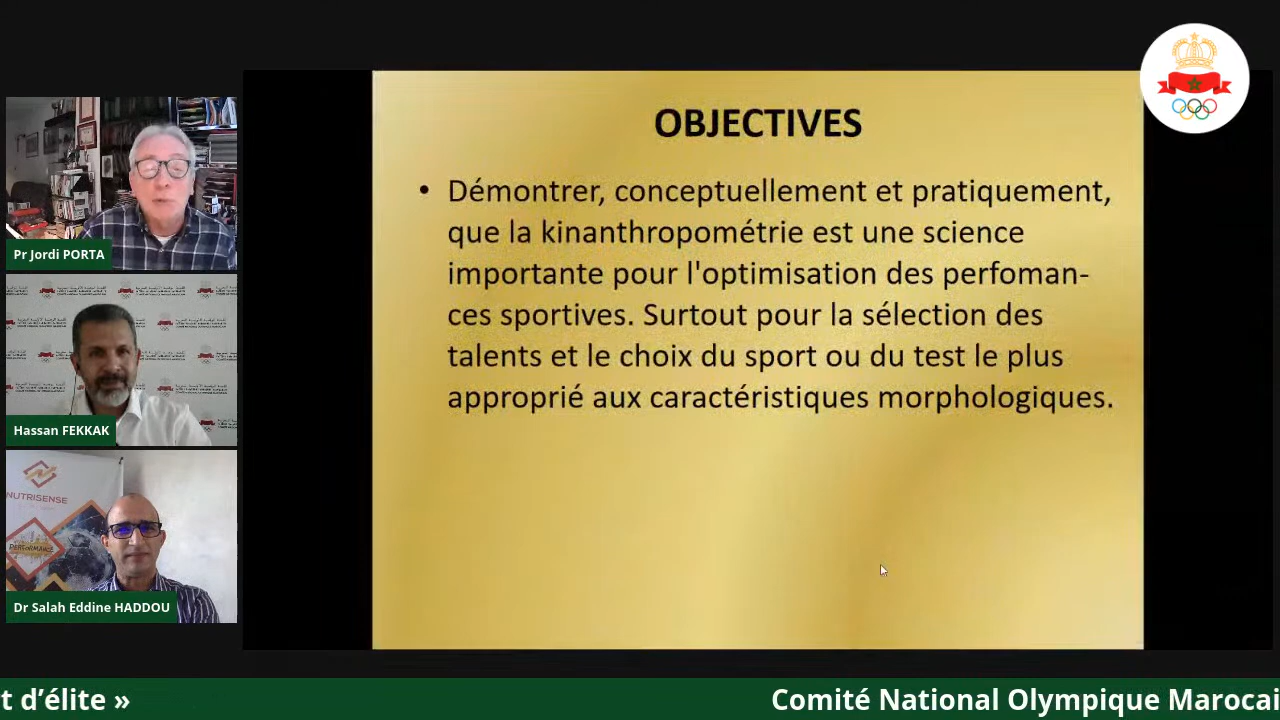 OBJECTIVES
• Démontrer, conceptuellement et pratiquement,
que la kinanthropométrie est une science
importante pour l'optimisation des perfoman-
ces sportives. Surtout pour la sélection des
talents et le choix du sport ou du test le plus
approprié aux caractéristiques morphologiques.
Pr Jordi PORTA
Hassan FEKKAK
NUTRISENSE
PERFORMANCE
Dr Salah Eddine HADDOU
t d’élite »
Comité National Olympique Marocai